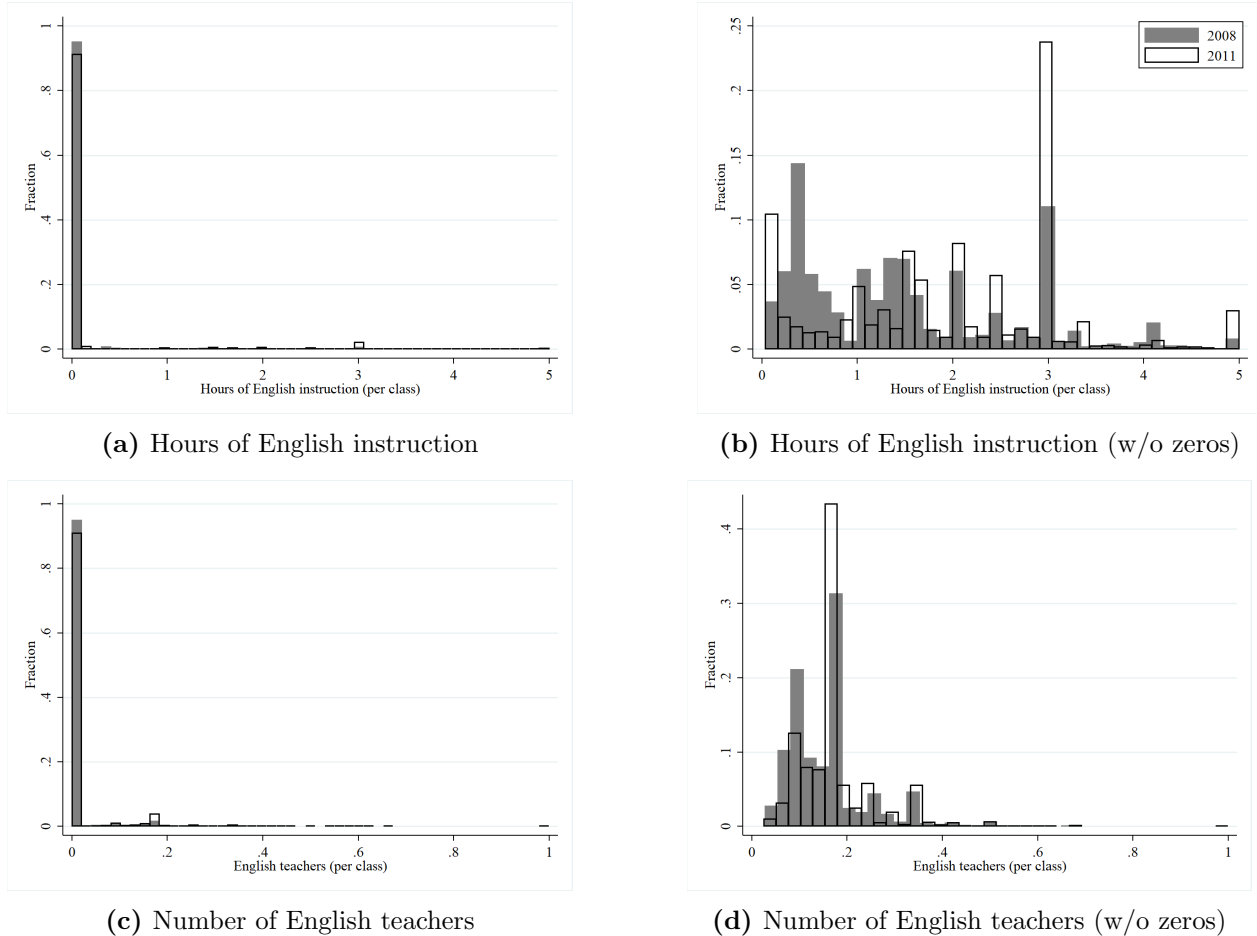 1
.8
.6
.4
.2
0
Fraction
0 1 2 3 4 5
Hours of English instruction (per class)
(a) Hours of English instruction
.25
.2
.15
.1
.05
0
Fraction
2008
2011
0 1 2 3 4 5
Hours of English instruction (per class)
(b) Hours of English instruction (w/o zeros)
1
.8
.6
.4
.2
0
Fraction
0 .2 .4 .6 .8 1
English teachers (per class)
(c) Number of English teachers
.4
.3
.2
.1
0
Fraction
0 .2 .4 .6 .8 1
English teachers (per class)
(d) Number of English teachers (w/o zeros)